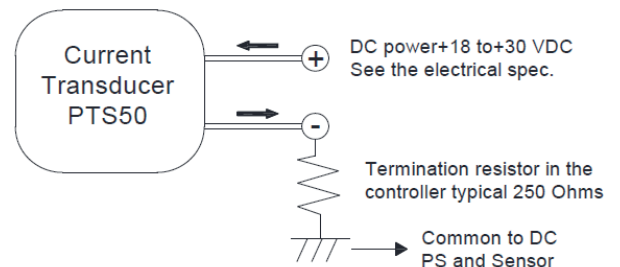 Current
Transducer
PTS50
+
DC power+18 to+30 VDC
See the electrical spec.
-
Termination resistor in the
controller typical 250 Ohms
Common to DC
PS and Sensor